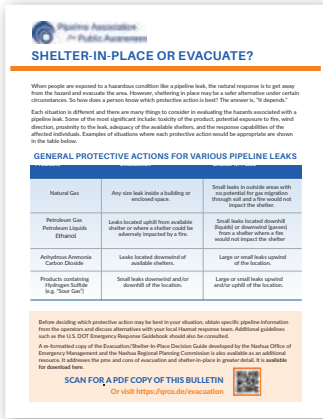 Pipeline Association
for Public Awareness
SHELTER-IN-PLACE OR EVACUATE?
When people are exposed to a hazardous condition like a pipeline leak, the natural response is to get away
from the hazard and evacuate the area. However, sheltering in place may be a safer alternative under certain
circumstances. So how does a person know which protective action is best? The answer is, "It depends."
Each situation is different and there are many things to consider in evaluating the hazards associated with a
pipeline leak. Some of the most significant include: toxicity of the product, potential exposure to fire, wind
direction, proximity to the leak, adequacy of the available shelters, and the response capabilities of the
affected individuals. Examples of situations where each protective action would be appropriate are shown
in the table below.
GENERAL PROTECTIVE ACTIONS FOR VARIOUS PIPELINE LEAKS
Natural Gas
Any size leak inside a building or
enclosed space.
Small leaks in outside areas with
no potential for gas migration
through soil and a fire would not
impact the shelter.
Petroleum Gas
Petroleum Liquids
Ethanol
Leaks located uphill from available
shelter or where a shelter could be
adversely impacted by fire.
Small leaks located downhill
(liquids) or downwind (gases)
from a shelter where a fire
would not impact the shelter
Anhydrous Ammonia
Carbon Dioxide
Leaks located downwind of
available shelters.
Large or small leaks upwind
of the location.
Products containing
Hydrogen Sulfide
(e.g. "Sour Gas")
Small leaks downwind and/or
downhill of the location.
Large or small leaks upwind
and/or uphill of the location.
Before deciding which protective action may be best in your situation, obtain specific pipeline information
from the operators and discuss alternatives with your local Hazmat response team. Additional guidelines
such as the U.S. DOT Emergency Response Guidebook should also be consulted.
A re-formatted copy of the Evacuation/Shelter-In-Place Decision Guide developed by the Nashua Office of
Emergency Management and the Nashua Regional Planning Commission is also available as an additional
resource. It addresses the pros and cons of evacuation and shelter-in-place in greater detail. It is available
for download here.
SCAN FOR A PDF COPY OF THIS BULLETIN
Or visit https://qrco.de/evacuation